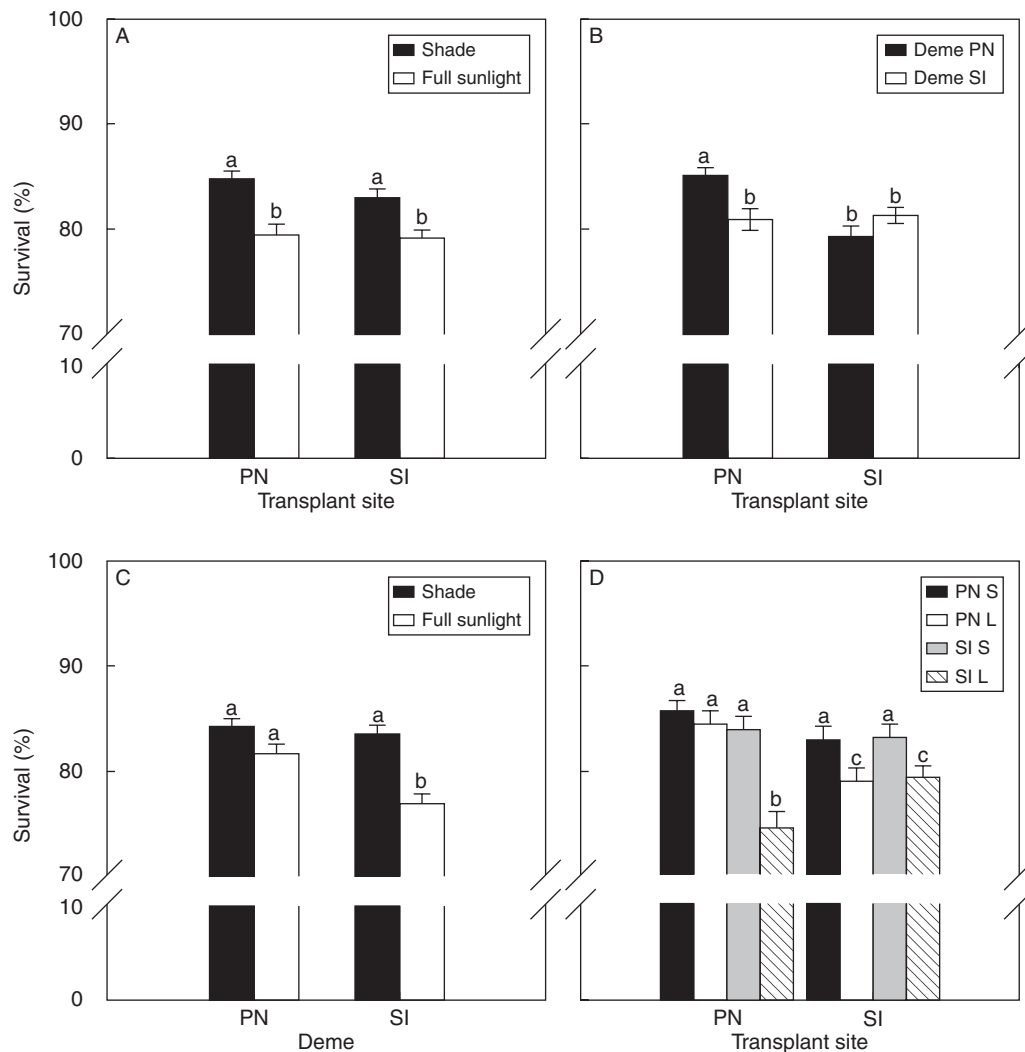 100
90
80
70
10
0
Survival (%)
A
Shade
Full sunlight
a
b
a
b
PN
SI
Transplant site
B
Deme PN
Deme SI
a
b
b
b
PN
SI
Transplant site
100
90
80
70
10
0
Survival (%)
C
Shade
Full sunlight
a
a
a
b
PN
SI
Deme
D
PN S
PN L
SI S
SI L
a
a
a
b
a
c
a
c
PN
SI
Transplant site